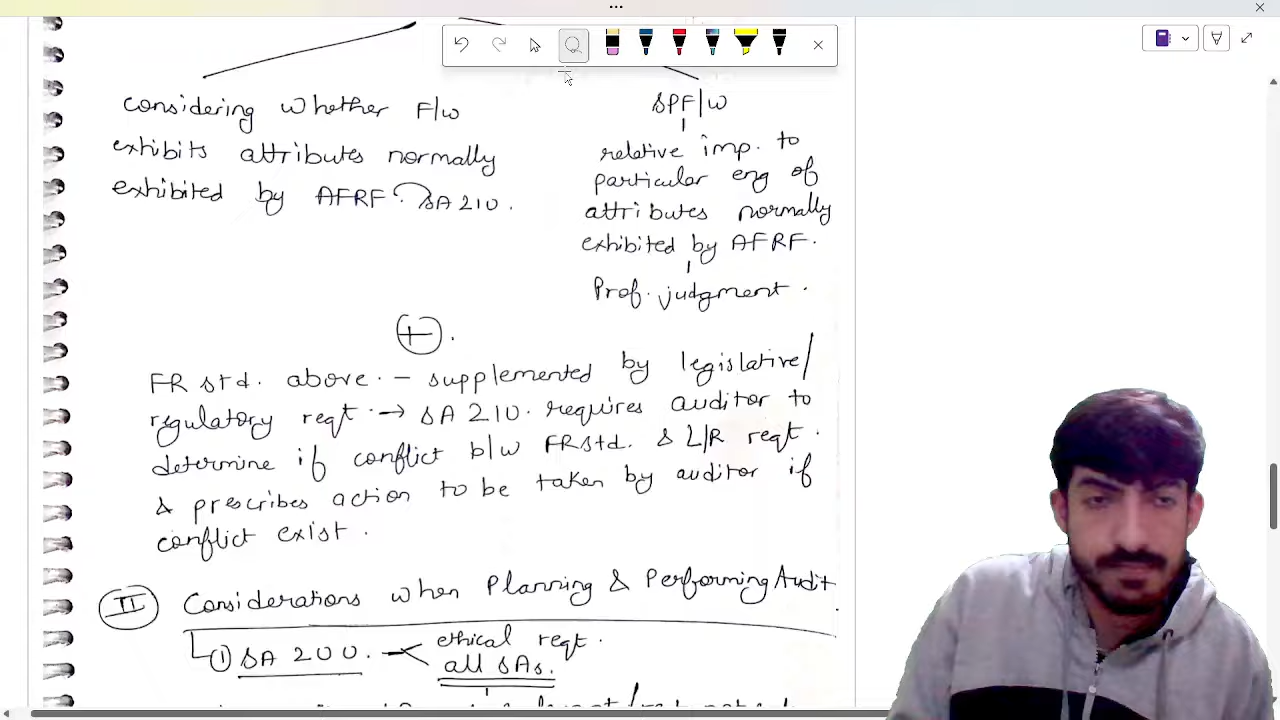 considering whether F/w
exhibits attributes normally
exhibited by AFRF. SA 210.
SPF/w
relative imp. to
particular eng of
attributes normally
exhibited by AFRF.
Prof. judgment.
+
FR std. above. - supplemented by legislative/
regulatory reqt. → SA 210. requires auditor to
determine if conflict b/w FR std. & L/R reqt.
& prescribes action to be taken by auditor if
conflict exist.
II Considerations when Planning & Performing Audit.
① SA 200. ethical reqt.
all SAs.